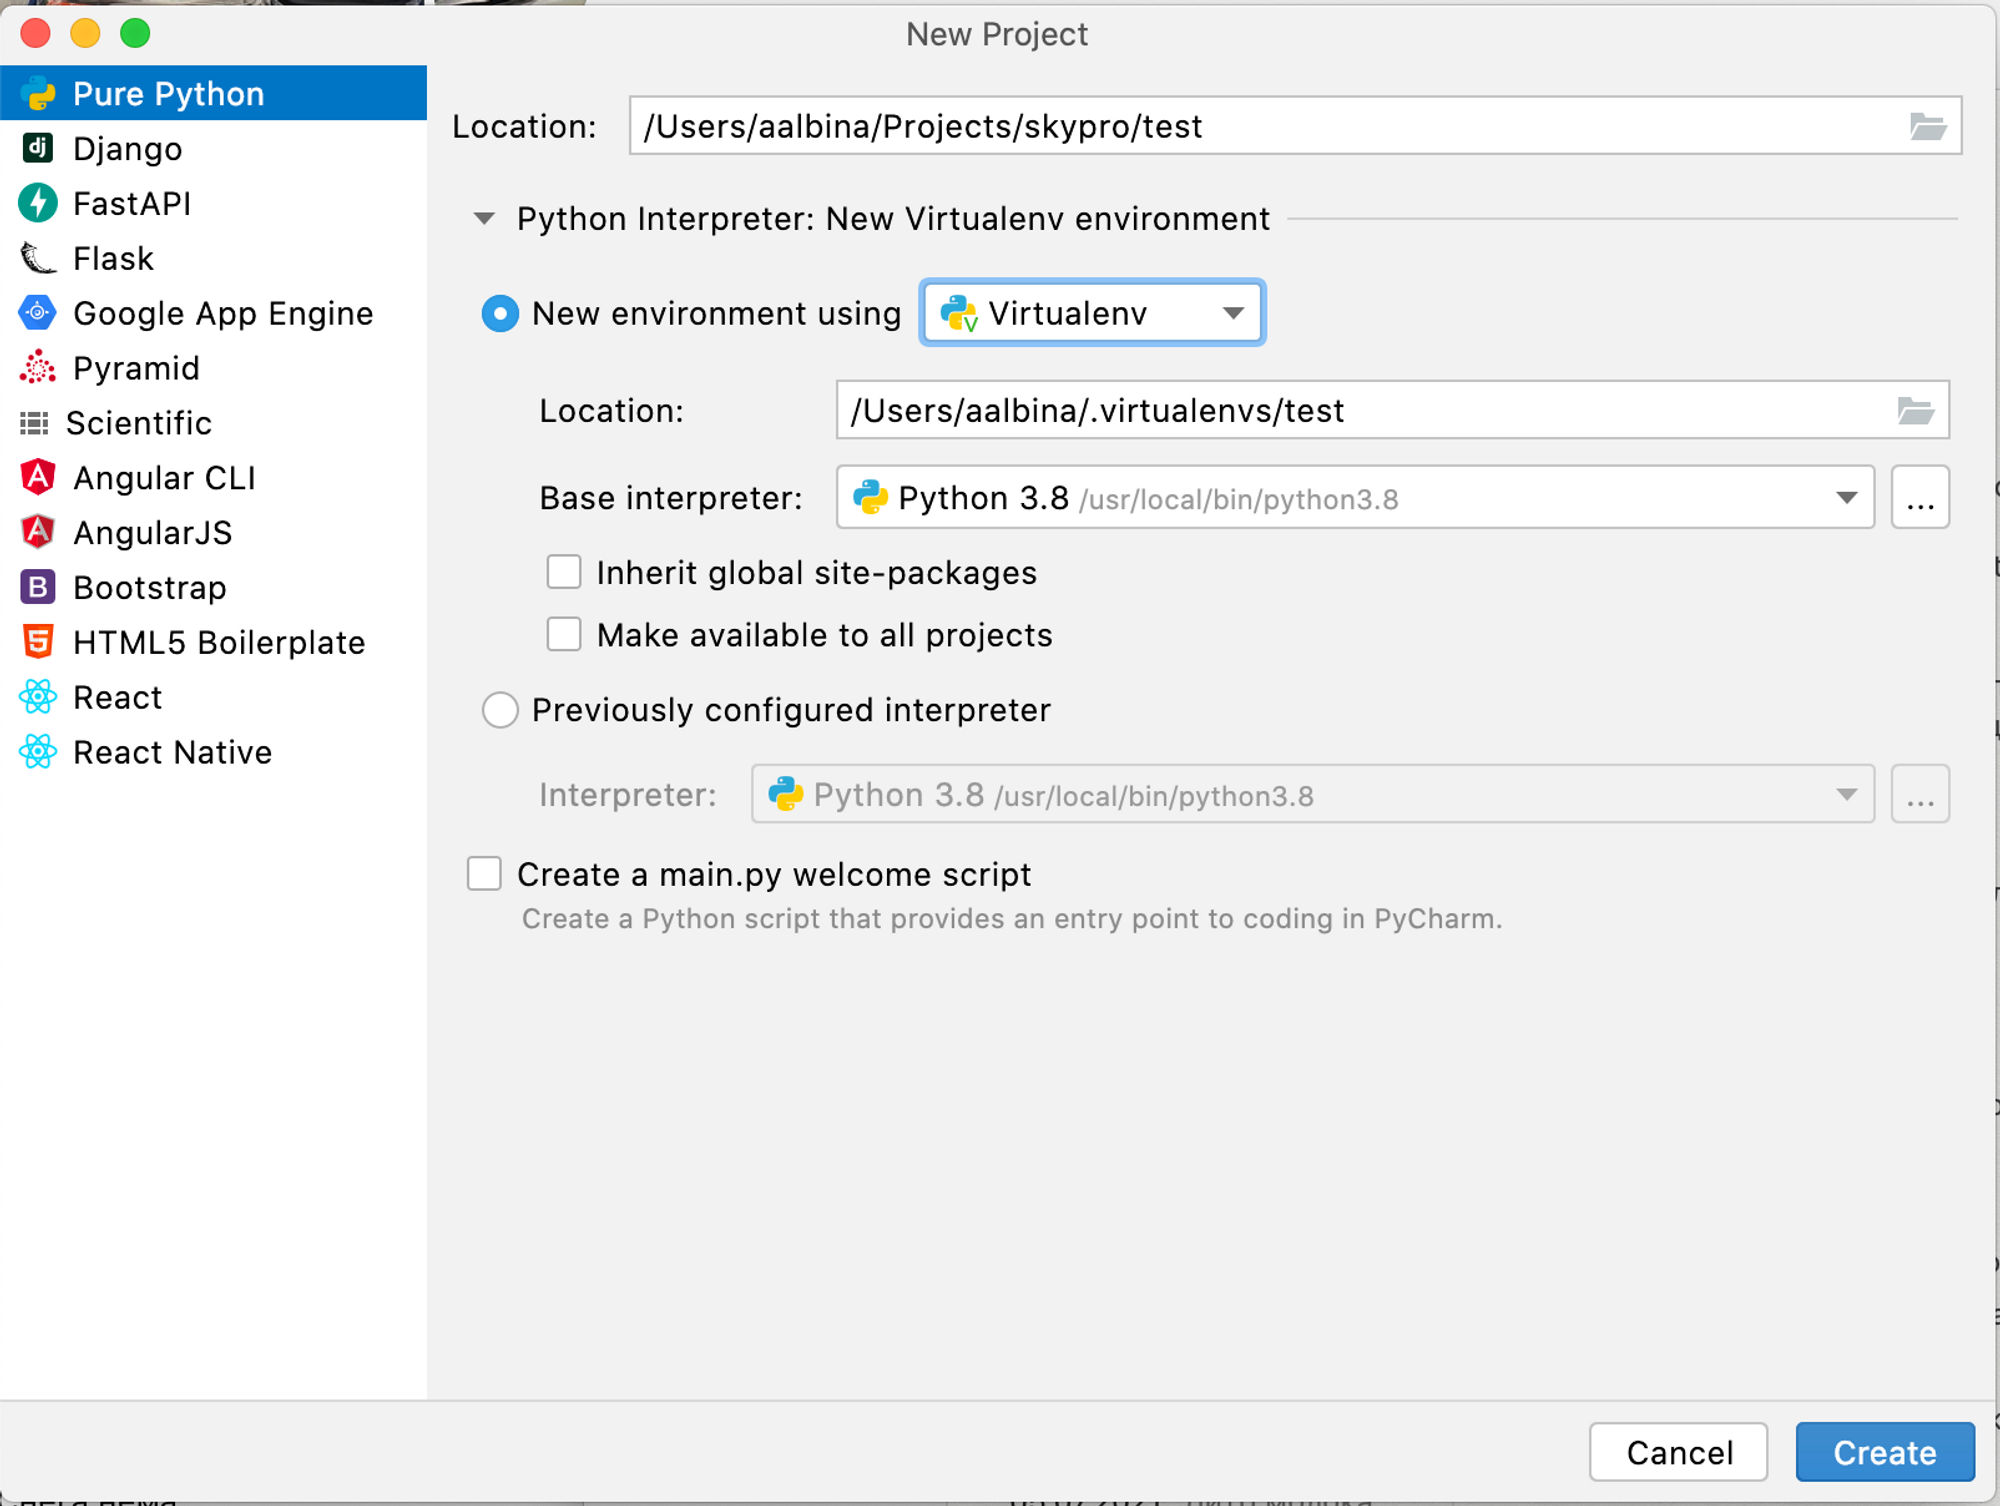 New Project
Pure Python
Django
FastAPI
Flask
Google App Engine
Pyramid
Scientific
Angular CLI
AngularJS
Bootstrap
HTML5 Boilerplate
React
React Native
Location: /Users/aalbina/Projects/skypro/test
Python Interpreter: New Virtualenv environment
New environment using Virtualenv
Location: /Users/aalbina/.virtualenvs/test
Base interpreter: Python 3.8 /usr/local/bin/python3.8 ...
Inherit global site-packages
Make available to all projects
Previously configured interpreter
Interpreter: Python 3.8 /usr/local/bin/python3.8 ...
Create a main.py welcome script
Create a Python script that provides an entry point to coding in PyCharm.
Cancel Create